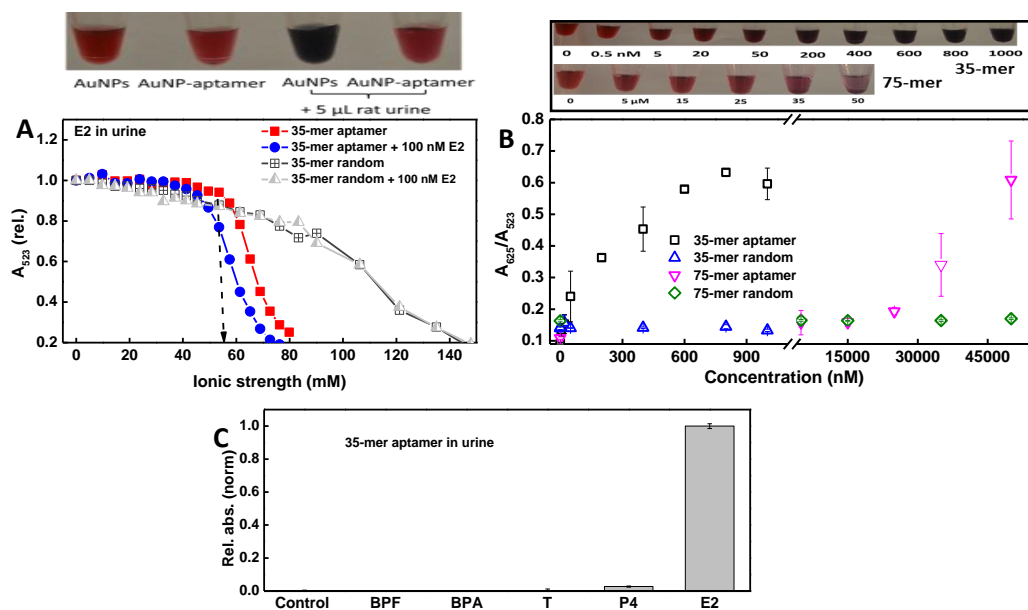 AuNPs AuNP-aptamer AuNPs AuNP-aptamer
+ 5 µL rat urine
0 0.5 nM 5 20 50 200 400 600 800 1000
35-mer
75-mer
0 5 µM 15 25 35 50
A
E2 in urine
35-mer aptamer
35-mer aptamer + 100 nM E2
35-mer random
35-mer random + 100 nM E2
A523 (rel.)
1.2
1.0
0.8
0.6
0.4
0.2
0 20 40 60 80 100 120 140
Ionic strength (mM)
B
A625/A523
0.8
0.7
0.6
0.5
0.4
0.3
0.2
0.1
35-mer aptamer
35-mer random
75-mer aptamer
75-mer random
0 300 600 900 15000 30000 45000
Concentration (nM)
C
35-mer aptamer in urine
Rel. abs. (norm)
1.0
0.8
0.6
0.4
0.2
0.0
Control BPF BPA T P4 E2